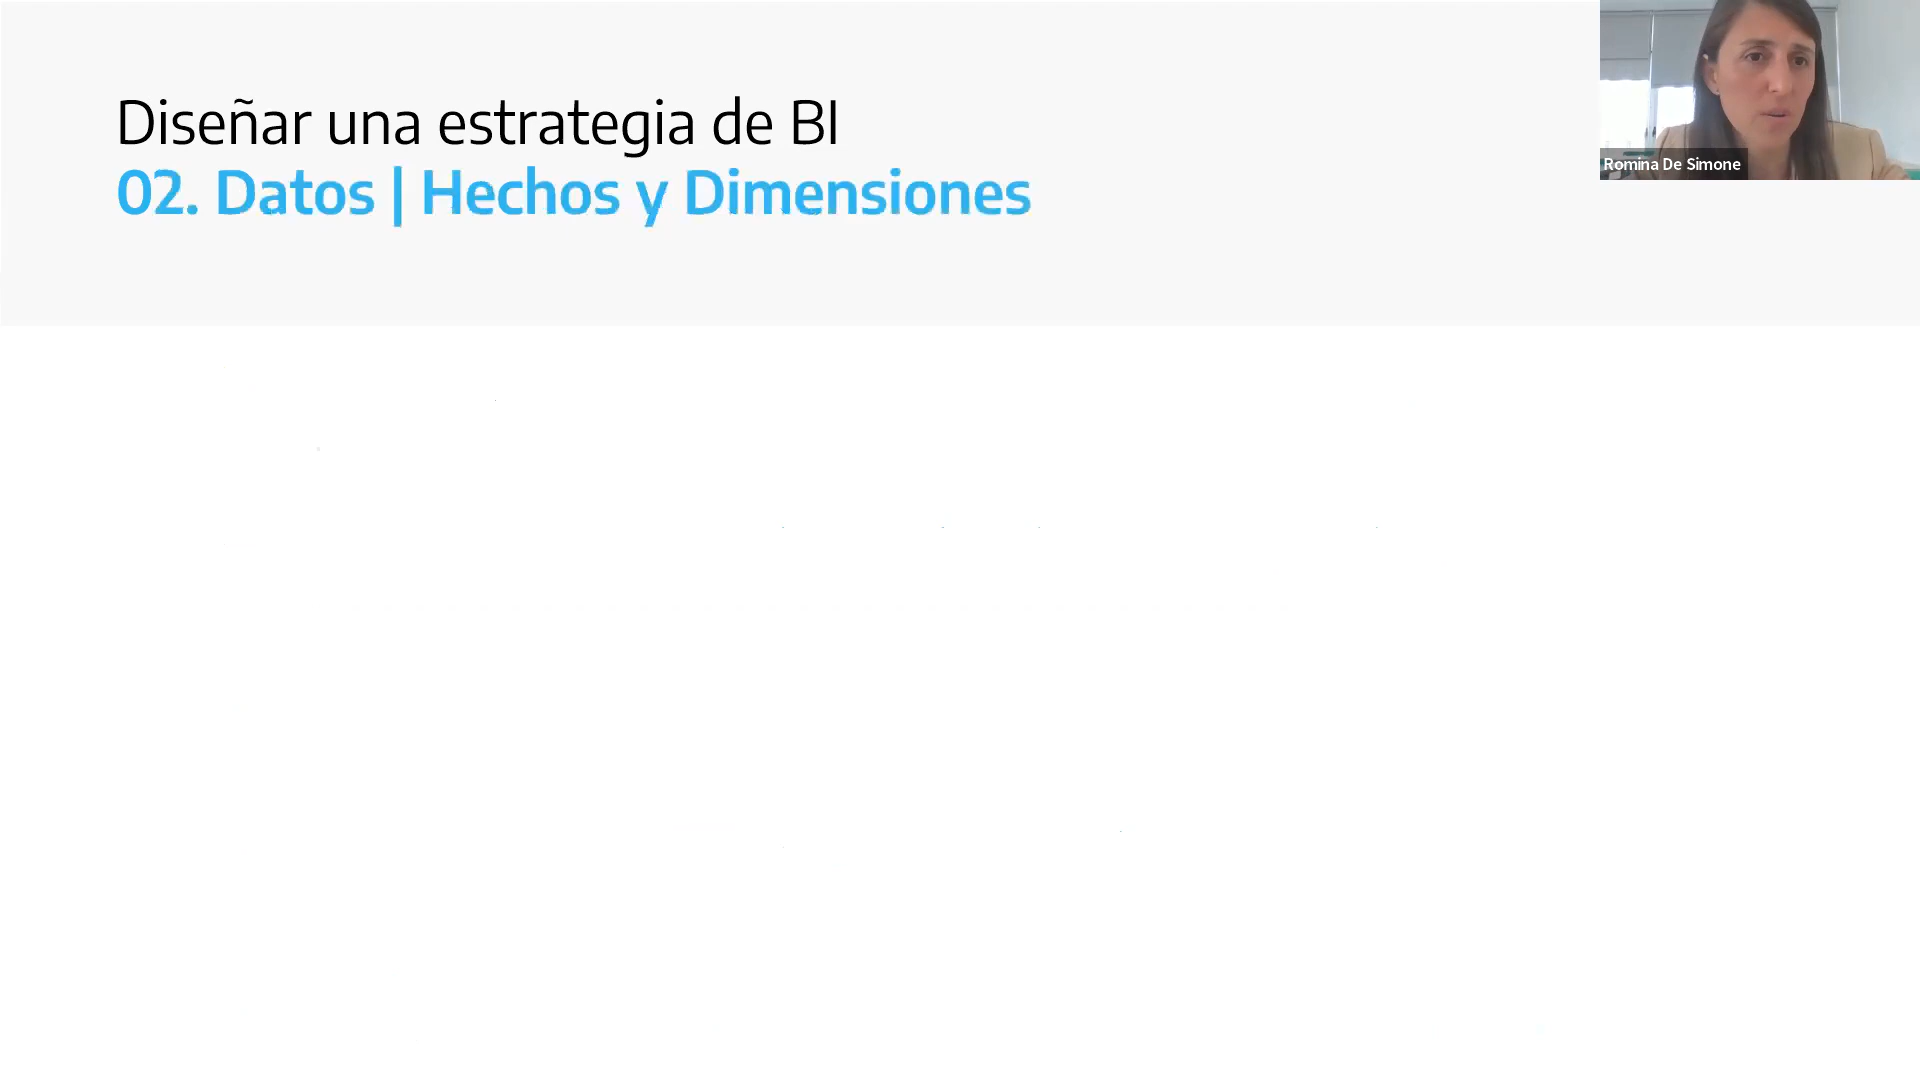 Diseñar una estrategia de BI
02. Datos | Hechos y Dimensiones
Romina De Simone